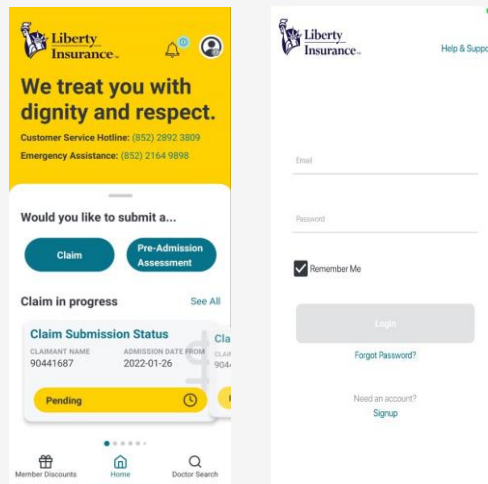 Liberty
Insurance
We treat you with
dignity and respect.
Customer Service Hotline: (852) 2892 3809
Emergency Assistance: (852) 2164 9898
Would you like to submit a...
Claim
Pre-Admission
Assessment
Claim in progress
See All
Claim Submission Status
CLAIMANT NAME
ADMISSION DATE FROM
90441687
2022-01-26
Pending
Cla
Member Discounts
Home
Doctor Search
Liberty
Insurance
Help & Suppo
Email
Password
Remember Me
Login
Forgot Password?
Need an account?
Signup